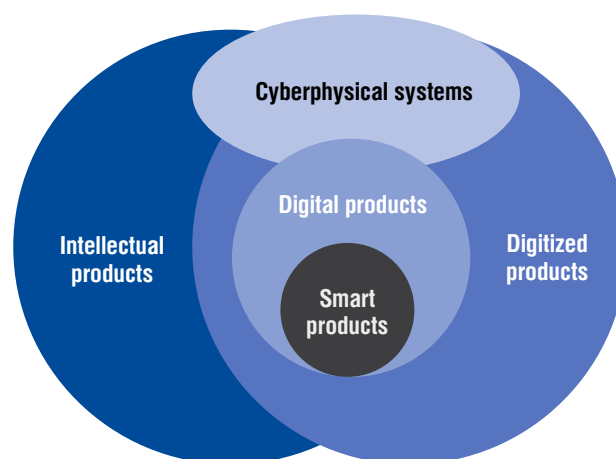 Cyberphysical systems
Digital products
Intellectual
products
Digitized
products
Smart
products